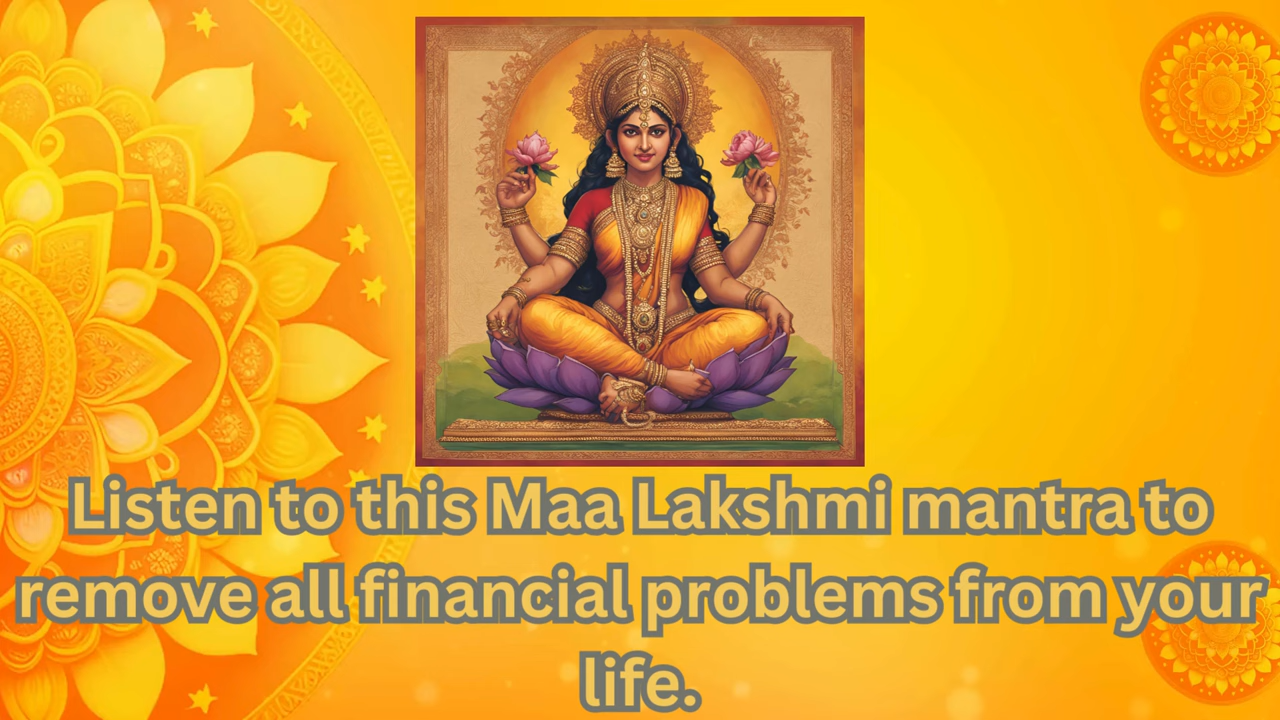 Listen to this Maa Lakshmi mantra to
remove all financial problems from your
life.